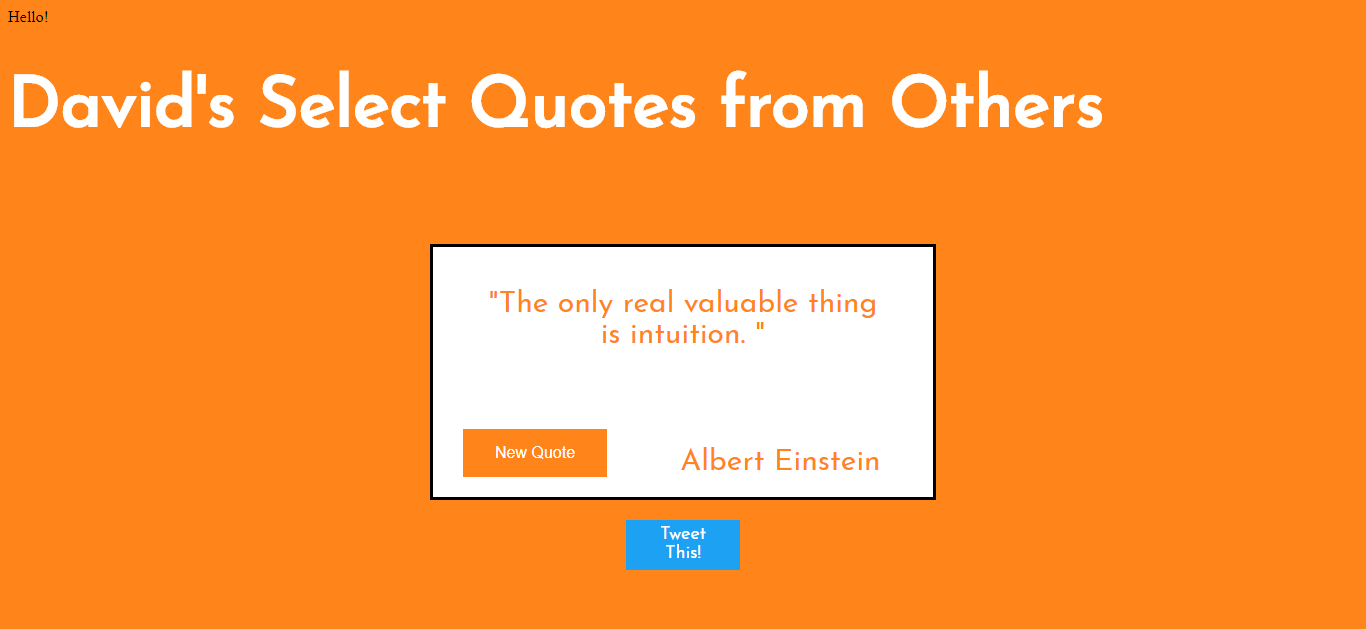 Hello!
David's Select Quotes from Others
"The only real valuable thing
is intuition. "
New Quote
Albert Einstein
Tweet
This!